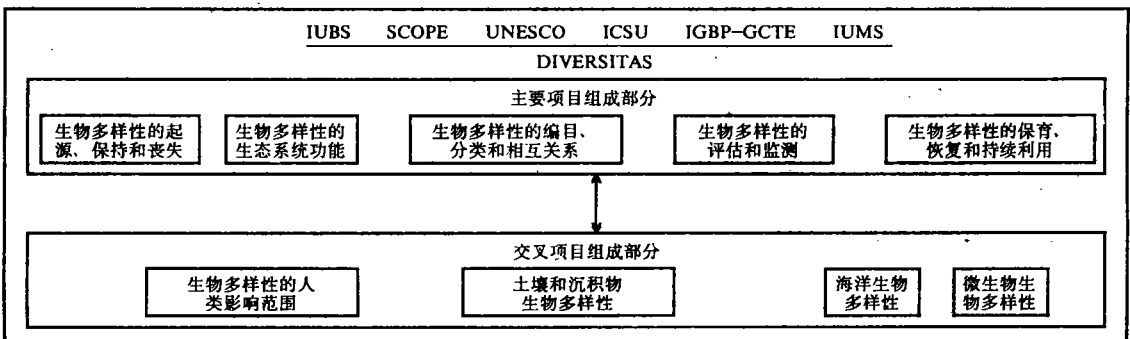 IUBS SCOPE UNESCO ICSU IGBP-GCTE IUMS
DIVERSITAS
主要项目组成部分
生物多样性的起
源、保持和丧失
生物多样性的
生态系统功能
生物多样性的编目、
分类和相互关系
生物多样性的
评估和监测
生物多样性的保育、
恢复和持续利用
交叉项目组成部分
生物多样性的人
类影响范围
土壤和沉积物
生物多样性
海洋生物
多样性
微生物生
物多样性